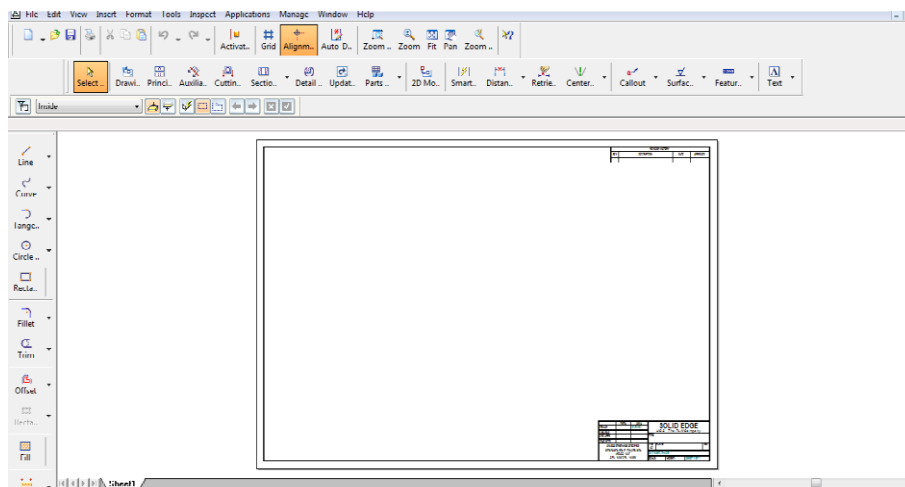 File Edit View Insert Format Tools Inspect Applications Manage Window Help
Activat.. Grid Alignm.. Auto D.. Zoom .. Zoom Fit Pan Zoom ..
Select.. Drawi.. Princi.. Auxilia.. Cuttin.. Sectio.. Detail .. Updat.. Parts .. 2D Mo.. Smart.. Distan.. Retrie.. Center.. Callout Surfac.. Featur.. Text
Inside
Line
Curve
Tange..
Circle ..
Recta..
Fillet
Trim
Offset
Recta..
Fill
SOLID EDGE
Sheet1